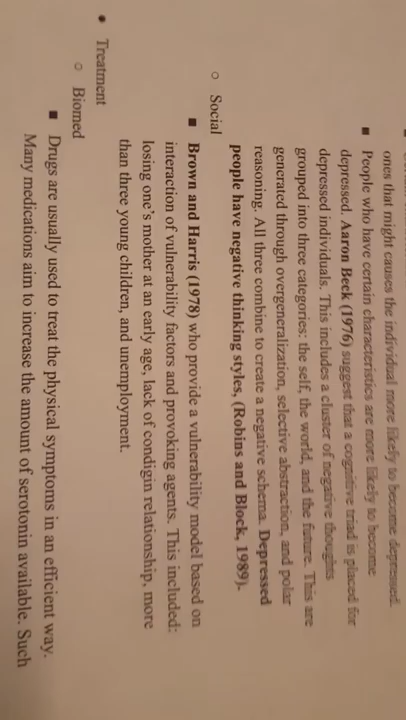 ones that might causes the individual more likely to become depressed.
■ People who have certain characteristics are more likely to become
depressed. Aaron Beck (1976) suggest that a cognitive triad is placed for
depressed individuals. This includes a cluster of negative thoughts
grouped into three categories: the self, the world, and the future. This are
generated through overgeneralization, selective abstraction, and polar
reasoning. All three combine to create a negative schema. Depressed
people have negative thinking styles, (Robins and Block, 1989).
○ Social
■ Brown and Harris (1978) who provide a vulnerability model based on
interaction of vulnerability factors and provoking agents. This included:
losing one's mother at an early age, lack of condigin relationship, more
than three young children, and unemployment.
• Treatment
○ Biomed
■ Drugs are usually used to treat the physical symptoms in an efficient way.
Many medications aim to increase the amount of serotonin available. Such